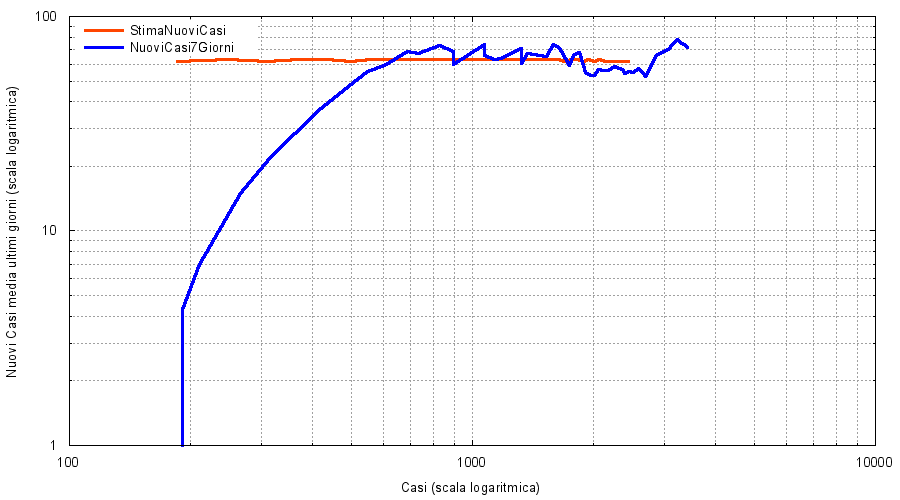 100
StimaNuoviCasi
NuoviCasi7Giorni
10
1
Nuovi Casi media ultimi giorni (scala logaritmica)
100
1000
10000
Casi (scala logaritmica)